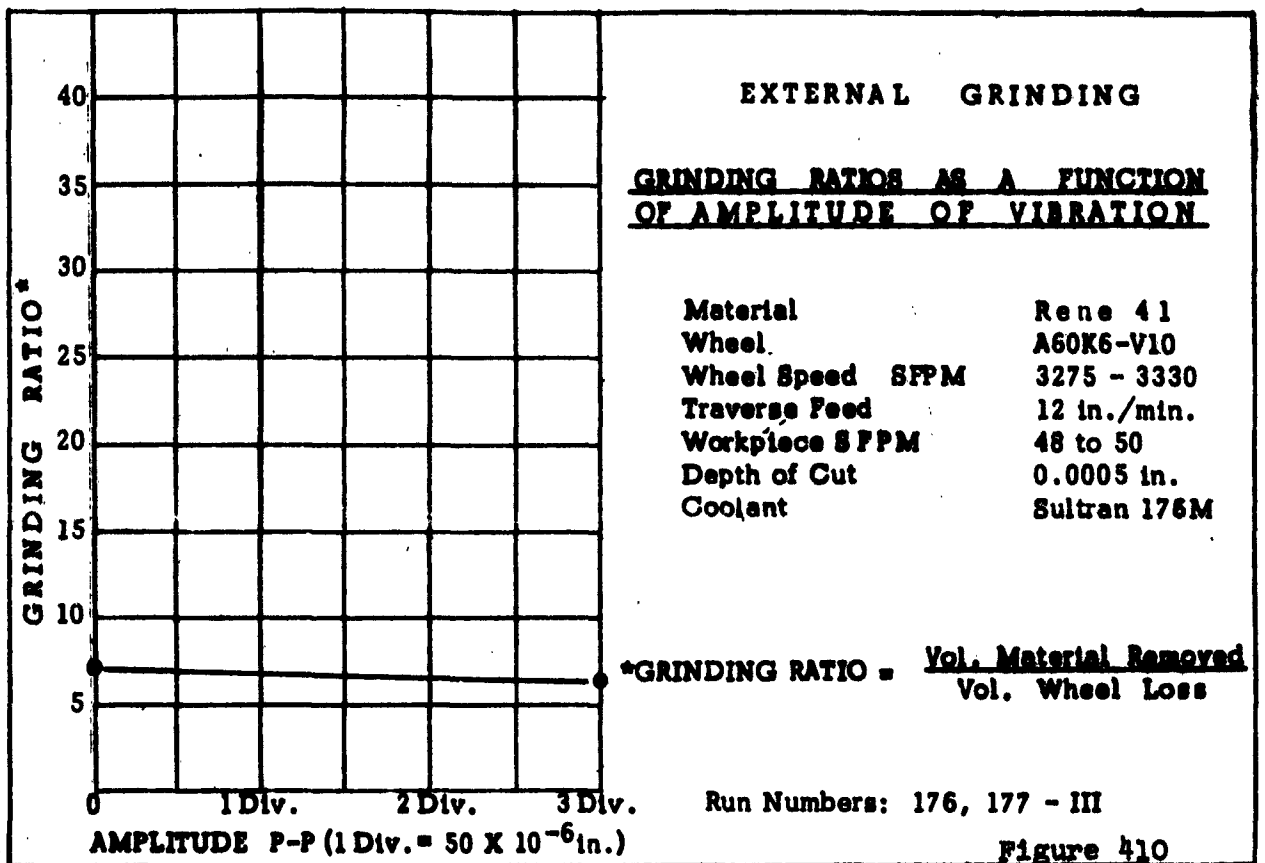 EXTERNAL GRINDING
GRINDING RATIOS AS A FUNCTION
OF AMPLITUDE OF VIBRATION
Material Rene 41
Wheel A60K6-V10
Wheel Speed SFPM 3275 - 3330
Traverse Feed 12 in./min.
Workpiece SFPM 48 to 50
Depth of Cut 0.0005 in.
Coolant Sultran 176M
*GRINDING RATIO = Vol. Material Removed
Vol. Wheel Loss
Run Numbers: 176, 177 - III
Figure 410
GRINDING RATIO*
40
35
30
25
20
15
10
5
0 1 Div. 2 Div. 3 Div.
AMPLITUDE P-P (1 Div. = 50 X 10⁻⁶in.)